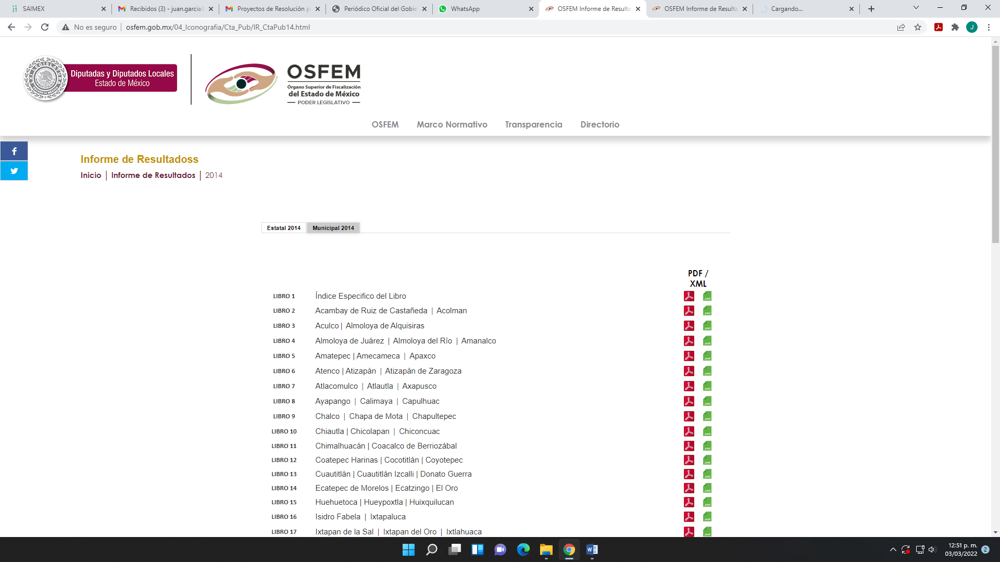 SAIMEX
Recibidos (3) - juan.garcia@
Proyectos de Resolución p
Periódico Oficial del Gobie
WhatsApp
OSFEM Informe de Resulta
OSFEM Informe de Resulta
Cargando...
No es seguro
osfem.gob.mx/04_Iconografia/Cta_Pub/IR_CtaPub14.html
J
Diputadas y Diputados Locales
Estado de México
OSFEM
Órgano Superior de Fiscalización
del Estado de México
PODER LEGISLATIVO
OSFEM Marco Normativo Transparencia Directorio
Informe de Resultadoss
Inicio | Informe de Resultados | 2014
Estatal 2014 Municipal 2014
PDF /
XML
LIBRO 1 Índice Especifico del Libro
LIBRO 2 Acambay de Ruiz de Castañeda | Acolman
LIBRO 3 Aculco | Almoloya de Alquisiras
LIBRO 4 Almoloya de Juárez | Almoloya del Río | Amanalco
LIBRO 5 Amatepec | Amecameca | Apaxco
LIBRO 6 Atenco | Atizapán | Atizapán de Zaragoza
LIBRO 7 Atlacomulco | Atlautla | Axapusco
LIBRO 8 Ayapango | Calimaya | Capulhuac
LIBRO 9 Chalco | Chapa de Mota | Chapultepec
LIBRO 10 Chiautla | Chicolapan | Chiconcuac
LIBRO 11 Chimalhuacán | Coacalco de Berriozábal
LIBRO 12 Coatepec Harinas | Cocotitlán | Coyotepec
LIBRO 13 Cuautitlán | Cuautitlán Izcalli | Donato Guerra
LIBRO 14 Ecatepec de Morelos | Ecatzingo | El Oro
LIBRO 15 Huehuetoca | Hueypoxtla | Huixquilucan
LIBRO 16 Isidro Fabela | Ixtapaluca
LIBRO 17 Ixtapan de la Sal | Ixtapan del Oro | Ixtlahuaca
12:51 p. m.
03/03/2022
2